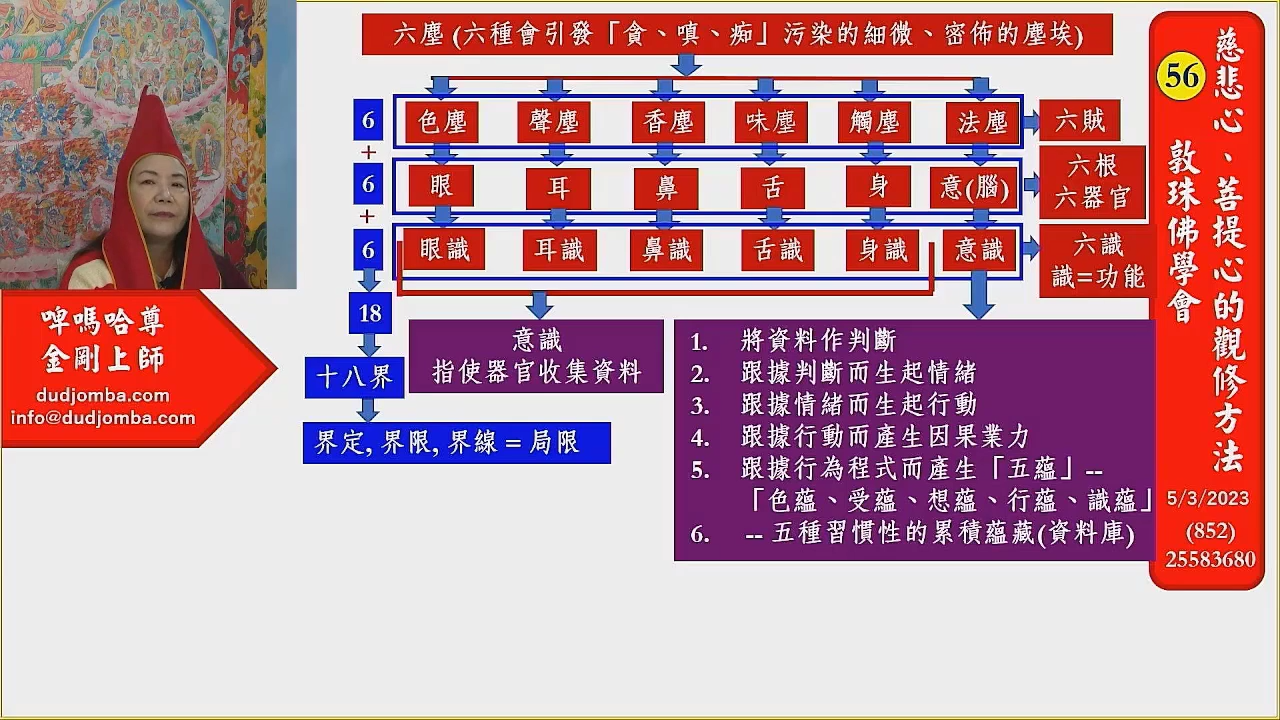 六塵 (六種會引發「貪、嗔、痴」污染的細微、密佈的塵埃)
6 色塵 聲塵 香塵 味塵 觸塵 法塵 六賊
+
6 眼 耳 鼻 舌 身 意(腦) 六根
六器官
+
6 眼識 耳識 鼻識 舌識 身識 意識 六識
識=功能
18
十八界
界定, 界限, 界線 = 局限
意識
指使器官收集資料
1. 將資料作判斷
2. 跟據判斷而生起情緒
3. 跟據情緒而生起行動
4. 跟據行動而產生因果業力
5. 跟據行為程式而產生「五蘊」--
「色蘊、受蘊、想蘊、行蘊、識蘊」
6. -- 五種習慣性的累積蘊藏(資料庫)
啤嗎哈尊
金剛上師
dudjomba.com
info@dudjomba.com
56
慈悲心、菩提心的觀修方法
敦珠佛學會
5/3/2023
(852)
25583680